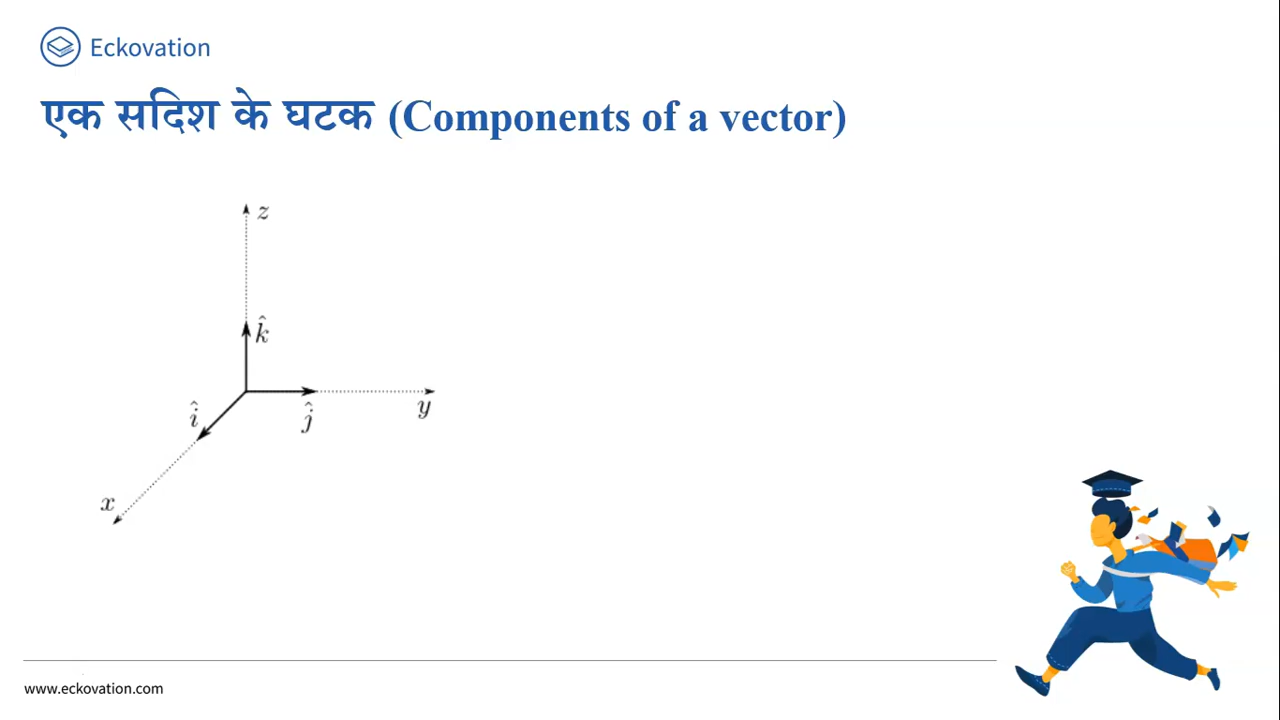 Eckovation
एक सदिश के घटक (Components of a vector)
z
k̂
î
ĵ
y
x
www.eckovation.com